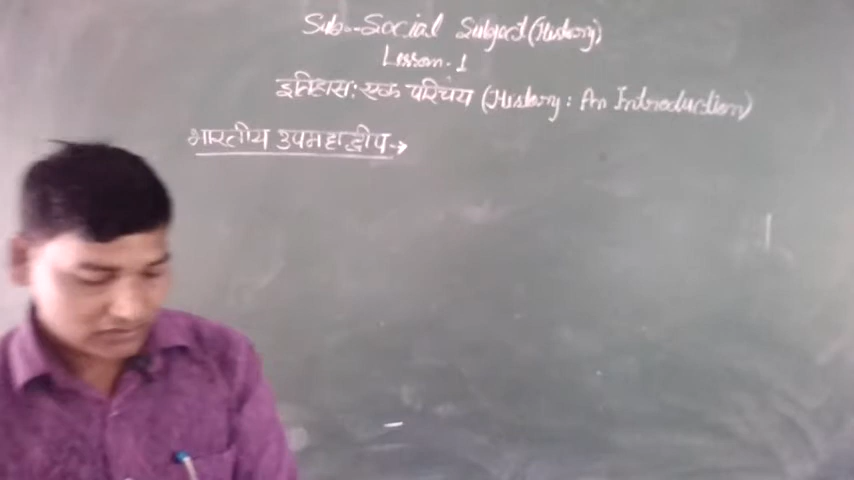 Sub--Social Subject (History)
Lesson-1
इतिहास: एक परिचय (History: An Introduction)
भारतीय उपमहाद्वीप→